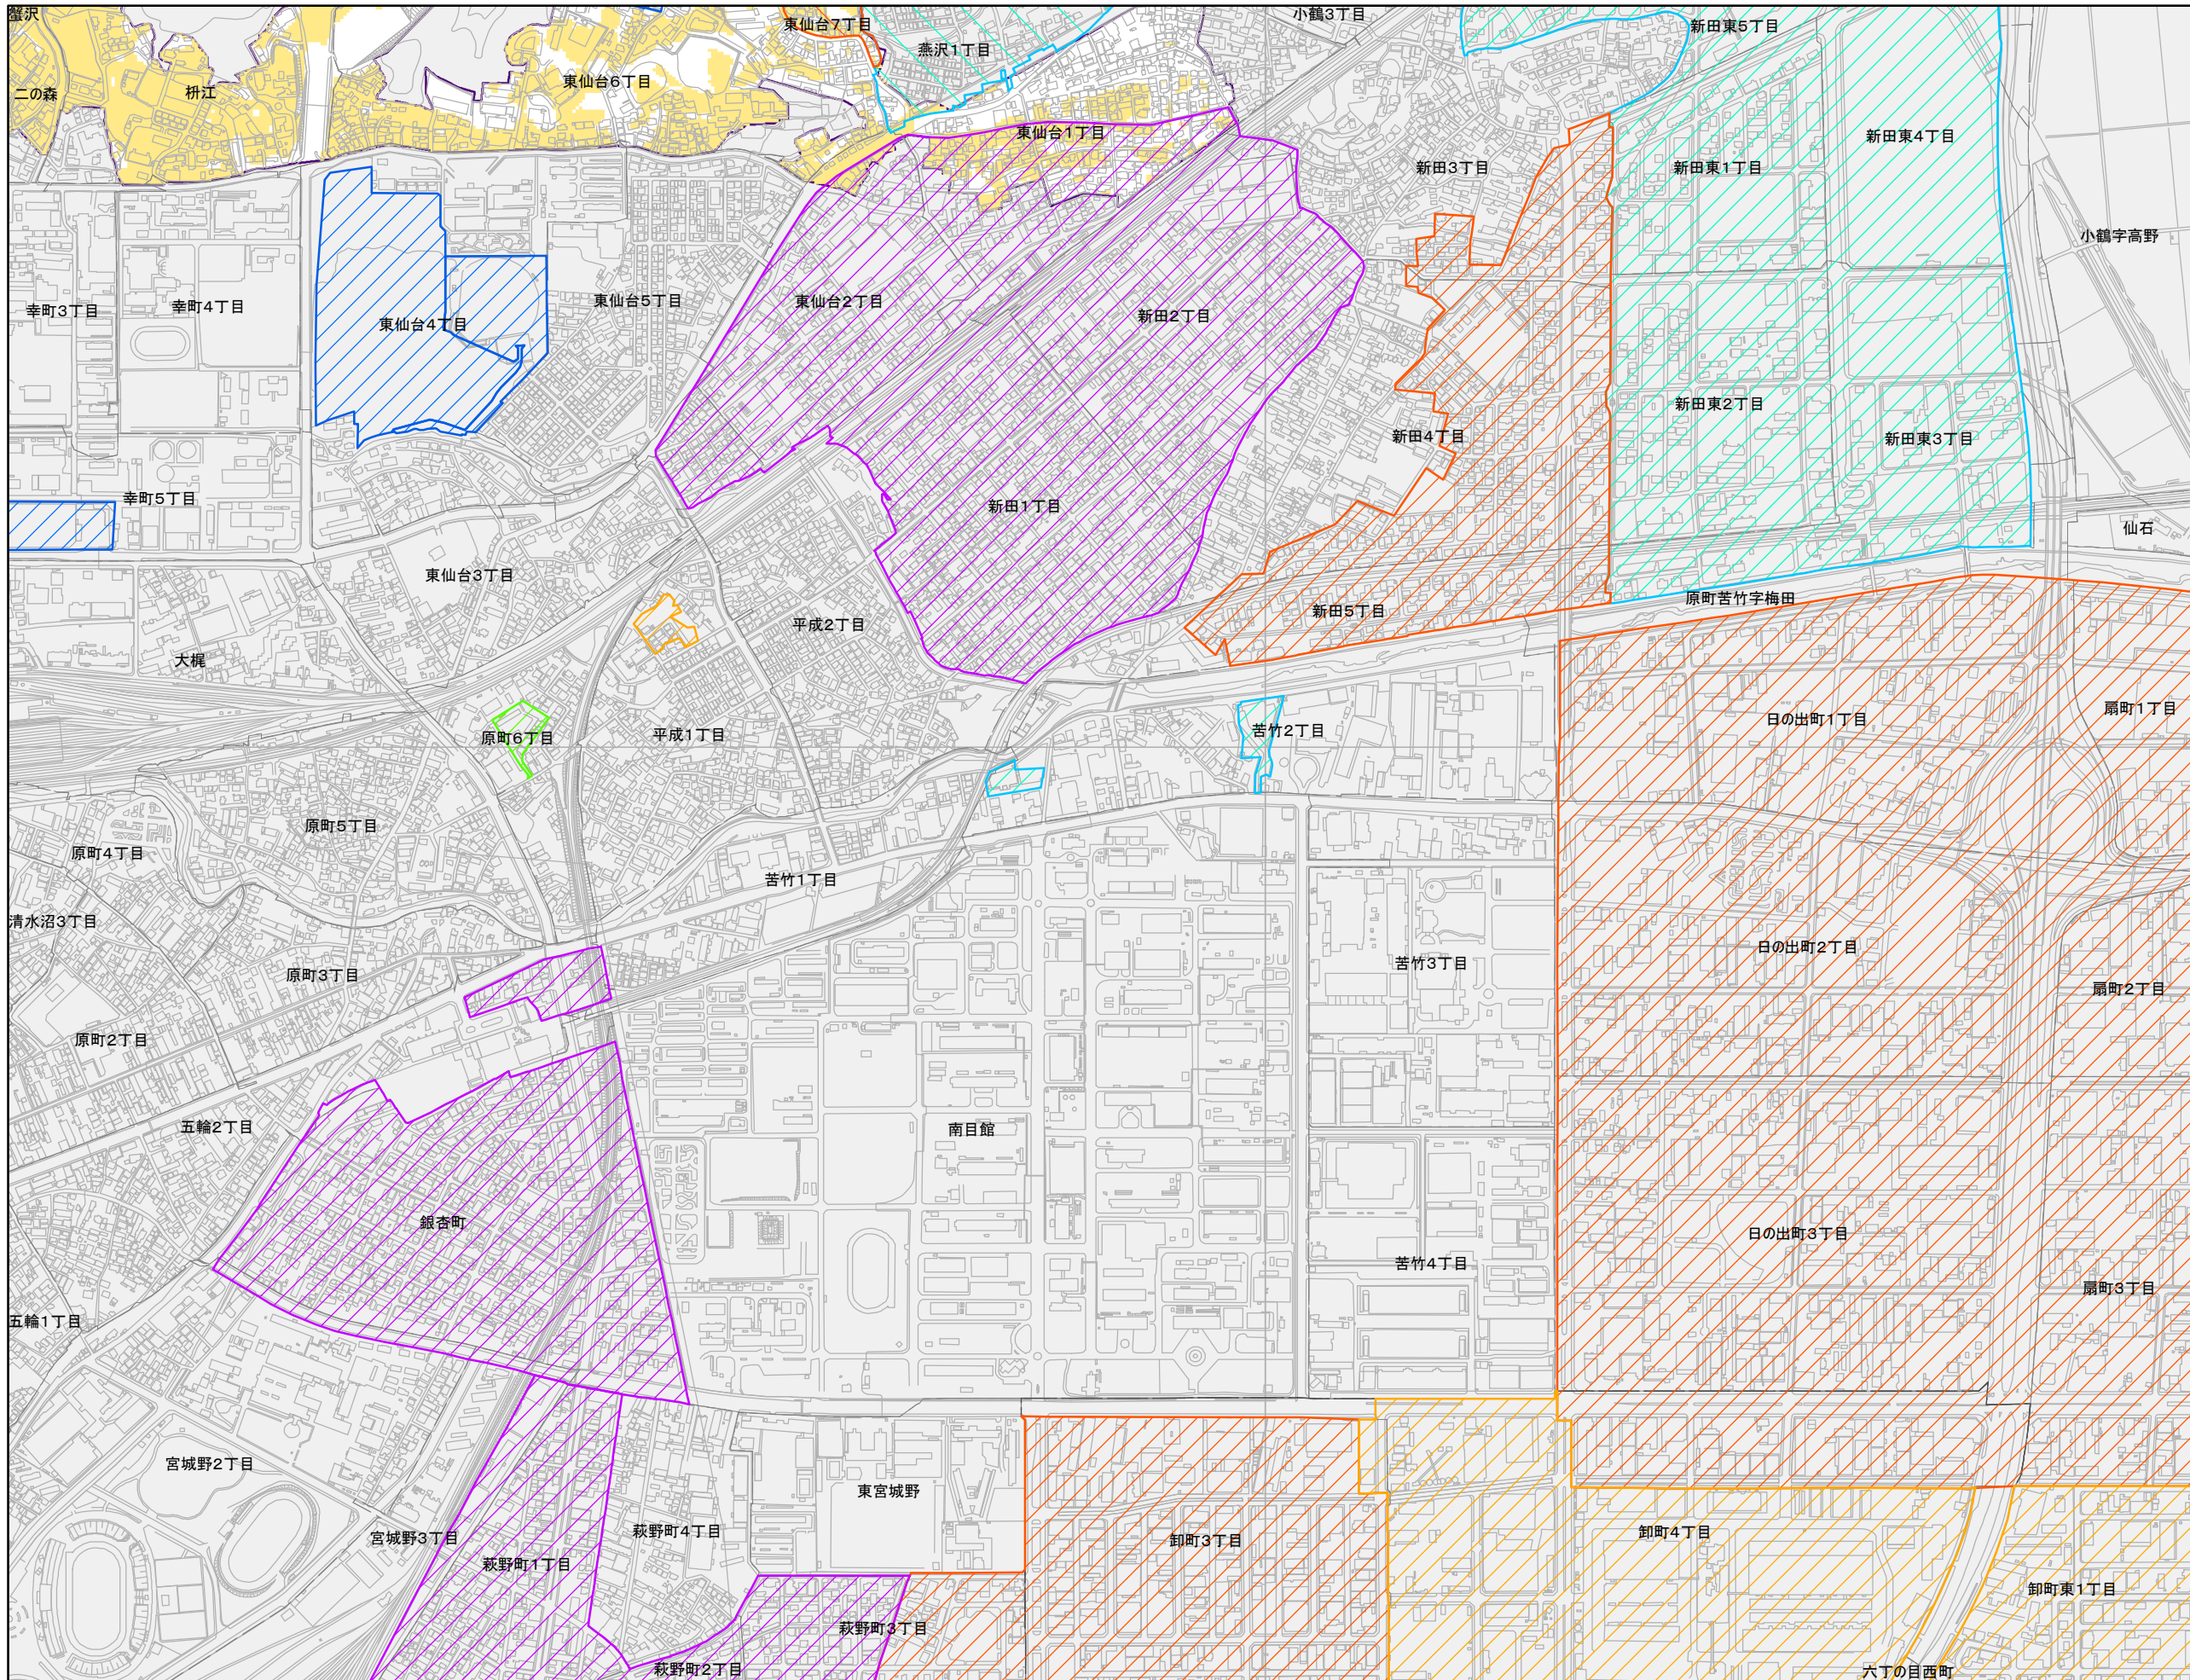 蟹沢
東仙台7丁目
小鶴3丁目
新田東5丁目
燕沢1丁目
東仙台6丁目
二の森
枡江
東仙台1丁目
新田東4丁目
新田3丁目
新田東1丁目
小鶴字高野
幸町3丁目
幸町4丁目
東仙台4丁目
東仙台5丁目
東仙台2丁目
新田2丁目
新田東2丁目
新田4丁目
新田東3丁目
幸町5丁目
新田1丁目
仙石
東仙台3丁目
原町苦竹字梅田
新田5丁目
平成2丁目
大梶
扇町1丁目
日の出町1丁目
苦竹2丁目
平成1丁目
原町6丁目
原町5丁目
原町4丁目
苦竹1丁目
清水沼3丁目
日の出町2丁目
苦竹3丁目
原町3丁目
扇町2丁目
原町2丁目
五輪2丁目
南目館
銀杏町
日の出町3丁目
苦竹4丁目
扇町3丁目
五輪1丁目
宮城野2丁目
東宮城野
宮城野3丁目
萩野町4丁目
卸町4丁目
卸町3丁目
萩野町1丁目
卸町東1丁目
萩野町3丁目
萩野町2丁目
六丁の目西町